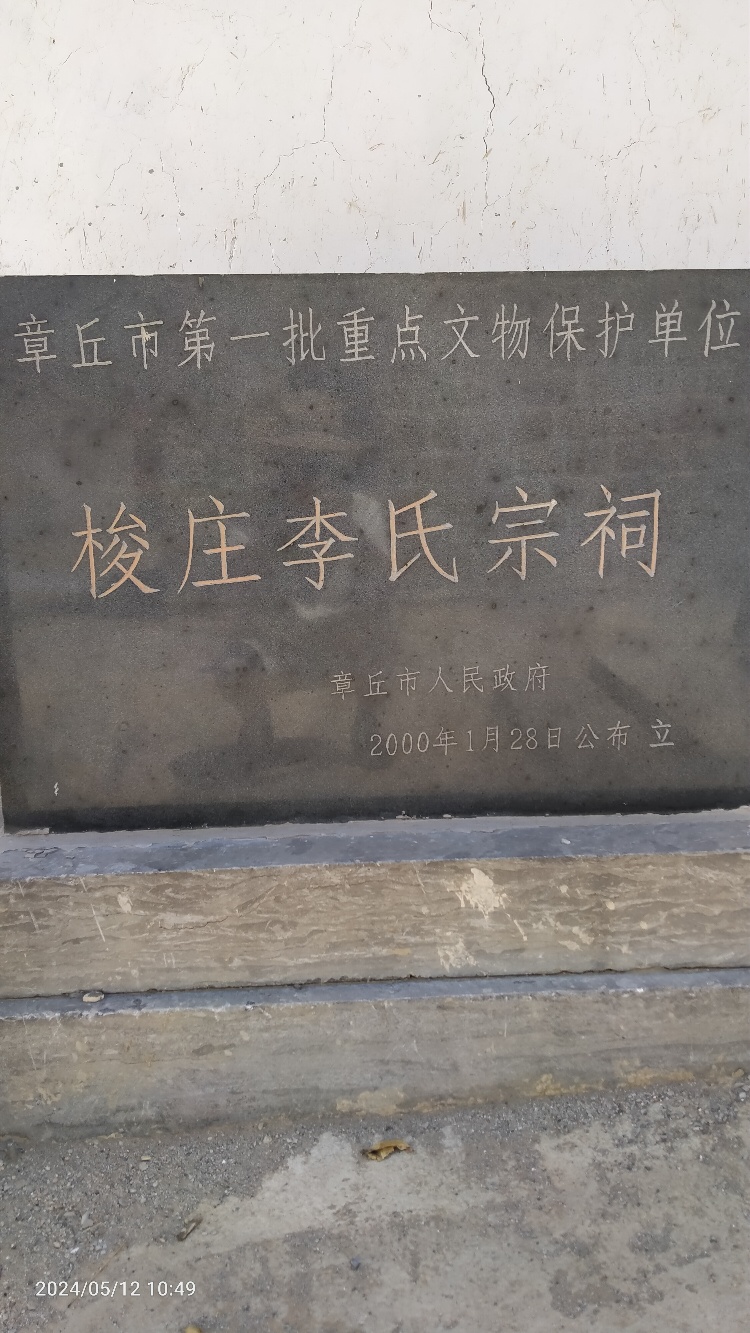 章丘市第一批重点文物保护单位
梭庄李氏宗祠
章丘市人民政府
2000年1月28日公布 立
2024/05/12 10:49